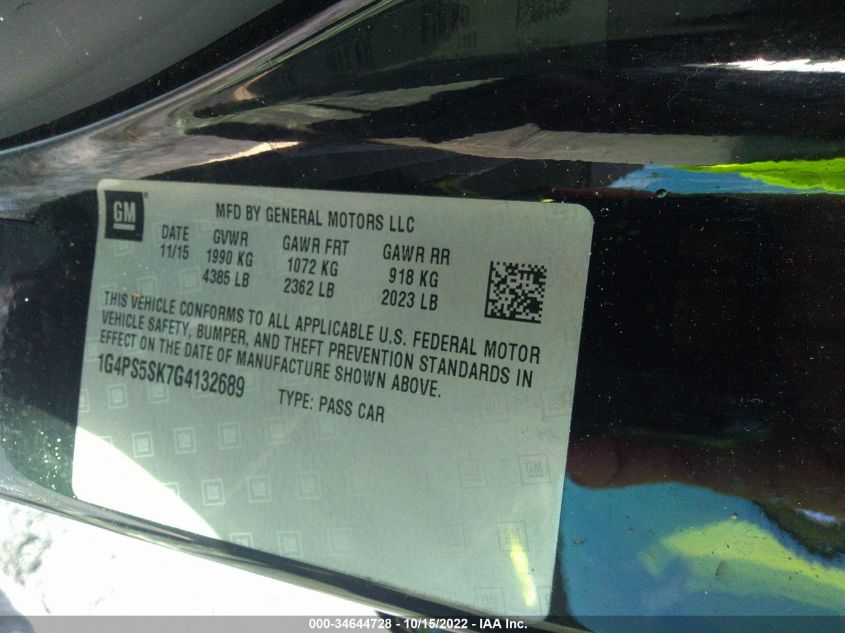 GM
MFD BY GENERAL MOTORS LLC
DATE GVWR GAWR FRT GAWR RR
11/15 1990 KG 1072 KG 918 KG
4385 LB 2362 LB 2023 LB
THIS VEHICLE CONFORMS TO ALL APPLICABLE U.S. FEDERAL MOTOR
VEHICLE SAFETY, BUMPER, AND THEFT PREVENTION STANDARDS IN
EFFECT ON THE DATE OF MANUFACTURE SHOWN ABOVE.
1G4PS5SK7G4132689 TYPE: PASS CAR
000-34644728 - 10/15/2022 - IAA Inc.